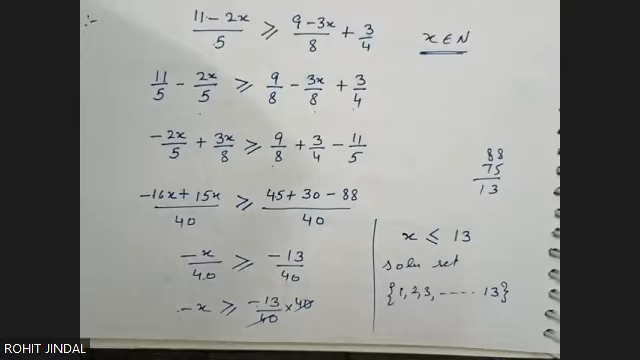 :-
(11 - 2x)/5 ⩾ (9 - 3x)/8 + 3/4
x ∈ N
11/5 - 2x/5 ⩾ 9/8 - 3x/8 + 3/4
-2x/5 + 3x/8 ⩾ 9/8 + 3/4 - 11/5
88
75
13
(-16x + 15x)/40 ⩾ (45 + 30 - 88)/40
-x/40 ⩾ -13/40
-x ⩾ -13/40 × 40
x ⩽ 13
soln set
{1, 2, 3, ----- 13}
ROHIT JINDAL